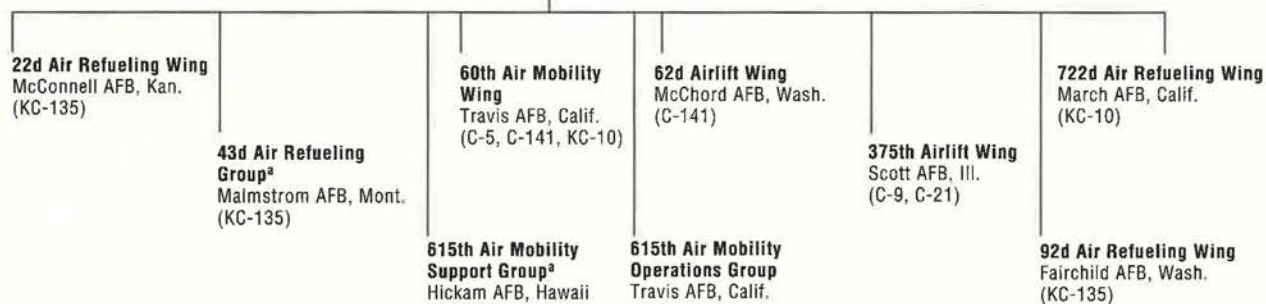 22d Air Refueling Wing
McConnell AFB, Kan.
(KC-135)
43d Air Refueling
Groupª
Malmstrom AFB, Mont.
(KC-135)
615th Air Mobility
Support Groupª
Hickam AFB, Hawaii
60th Air Mobility
Wing
Travis AFB, Calif.
(C-5, C-141, KC-10)
615th Air Mobility
Operations Group
Travis AFB, Calif.
62d Airlift Wing
McChord AFB, Wash.
(C-141)
375th Airlift Wing
Scott AFB, Ill.
(C-9, C-21)
92d Air Refueling Wing
Fairchild AFB, Wash.
(KC-135)
722d Air Refueling Wing
March AFB, Calif.
(KC-10)